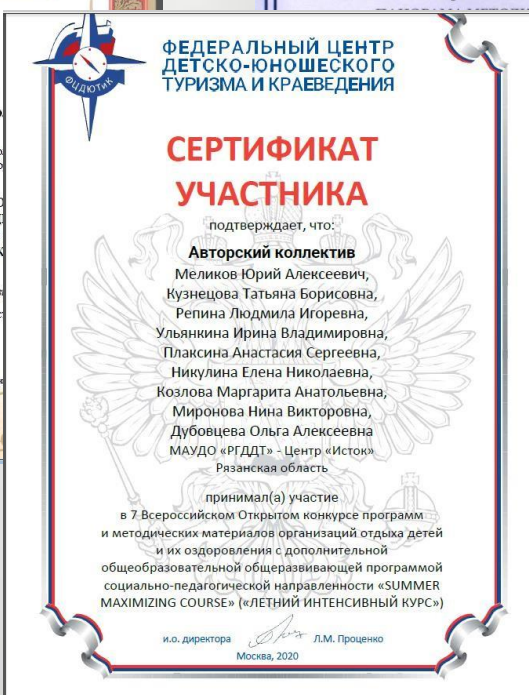 ФЦДЮТиК
ФЕДЕРАЛЬНЫЙ ЦЕНТР
ДЕТСКО-ЮНОШЕСКОГО
ТУРИЗМА И КРАЕВЕДЕНИЯ
СЕРТИФИКАТ
УЧАСТНИКА
подтверждает, что:
Авторский коллектив
Меликов Юрий Алексеевич,
Кузнецова Татьяна Борисовна,
Репина Людмила Игоревна,
Ульянкина Ирина Владимировна,
Плаксина Анастасия Сергеевна,
Никулина Елена Николаевна,
Козлова Маргарита Анатольевна,
Миронова Нина Викторовна,
Дубовцева Ольга Алексеевна
МАУДО «РГДДТ» - Центр «Исток»
Рязанская область
принимал(а) участие
в 7 Всероссийском Открытом конкурсе программ
и методических материалов организаций отдыха детей
и их оздоровления с дополнительной
общеобразовательной общеразвивающей программой
социально-педагогической направленности «SUMMER
MAXIMIZING COURSE» («ЛЕТНИЙ ИНТЕНСИВНЫЙ КУРС»)
и.о. директора Л.М. Проценко
Москва, 2020